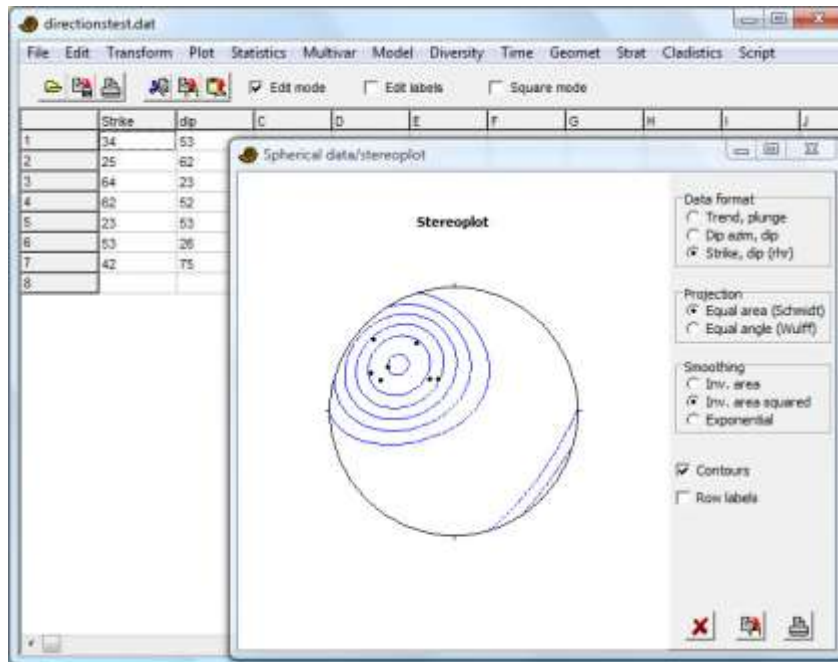 directionstest.dat
File Edit Transform Plot Statistics Multivar Model Diversity Time Geomet Strat Cladistics Script
Edit mode Edit labels Square mode
Strike dip C D E F G H I J
1 34 53
2 25 62
3 64 23
4 62 52
5 23 53
6 53 26
7 42 75
8
Spherical data/stereoplot
Stereoplot
Data format
Trend, plunge
Dip azim, dip
Strike, dip (rhr)
Projection
Equal area (Schmidt)
Equal angle (Wulff)
Smoothing
Inv. area
Inv. area squared
Exponential
Contours
Row labels